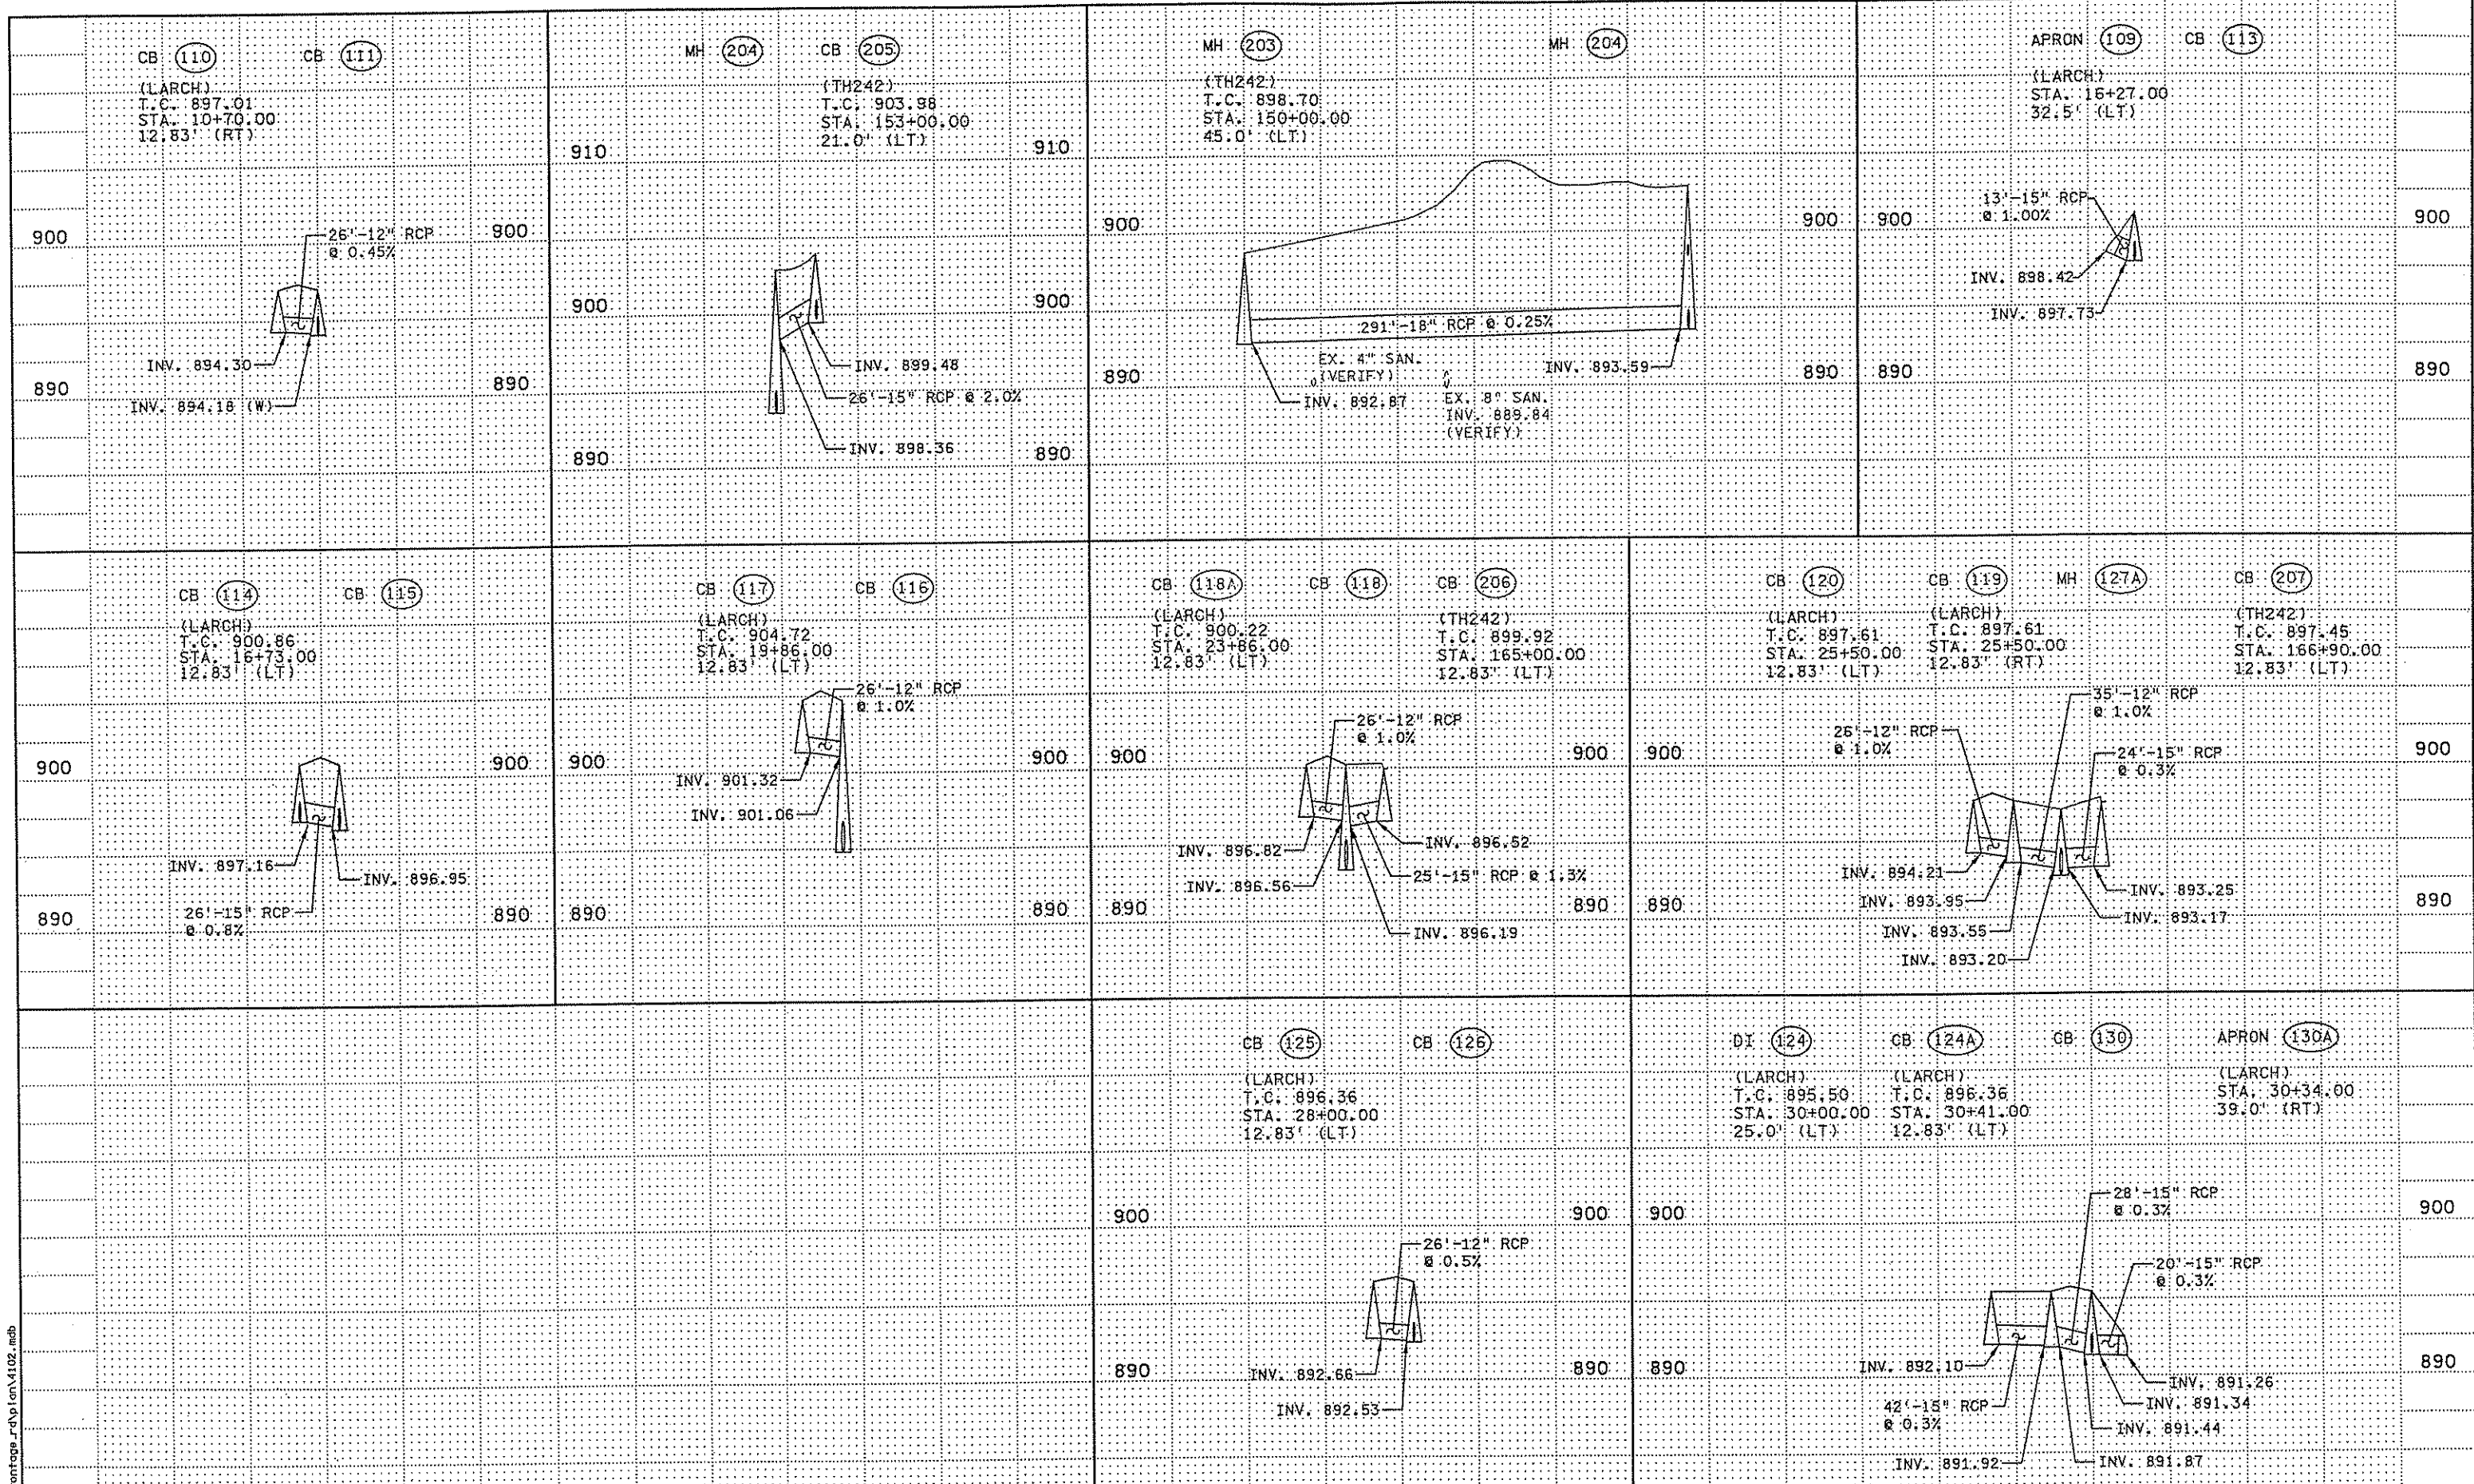 CB 110 CB 111
(LARCH)
T.C. 897.01
STA. 10+70.00
12.83' (RT)
900
890
26'-12" RCP
@ 0.45%
INV. 894.30
INV. 894.18 (W)
900
890
MH 204 CB 205
(TH242)
T.C. 903.98
STA. 153+00.00
21.0' (LT)
910
900
890
INV. 899.48
26'-15" RCP @ 2.0%
INV. 898.36
910
900
890
MH 203 MH 204
(TH242)
T.C. 898.70
STA. 150+00.00
45.0' (LT)
900
890
291'-18" RCP @ 0.25%
EX. 4" SAN.
(VERIFY)
INV. 893.59
INV. 892.87
EX. 8" SAN.
INV. 889.84
(VERIFY)
900
890
APRON 109 CB 113
(LARCH)
STA. 16+27.00
32.5' (LT)
900
890
13'-15" RCP
@ 1.00%
INV. 898.42
INV. 897.73
900
890
CB 114 CB 115
(LARCH)
T.C. 900.86
STA. 16+73.00
12.83' (LT)
900
890
INV. 897.16
INV. 896.95
26'-15" RCP
@ 0.8%
900
890
CB 117 CB 116
(LARCH)
T.C. 904.72
STA. 19+86.00
12.83' (LT)
26'-12" RCP
@ 1.0%
900
890
INV. 901.32
INV. 901.06
900
890
CB 118A CB 118 CB 206
(LARCH)
T.C. 900.22
STA. 23+86.00
12.83' (LT)
(TH242)
T.C. 899.92
STA. 165+00.00
12.83' (LT)
26'-12" RCP
@ 1.0%
900
890
INV. 896.82
INV. 896.52
INV. 896.56
25'-15" RCP @ 1.3%
INV. 896.19
900
890
CB 120 CB 119 MH 127A CB 207
(LARCH)
T.C. 897.61
STA. 25+50.00
12.83' (LT)
(LARCH)
T.C. 897.61
STA. 25+50.00
12.83' (RT)
(TH242)
T.C. 897.45
STA. 166+90.00
12.83' (LT)
35'-12" RCP
@ 1.0%
26'-12" RCP
@ 1.0%
24'-15" RCP
@ 0.3%
900
890
INV. 894.21
INV. 893.95
INV. 893.55
INV. 893.20
INV. 893.25
INV. 893.17
900
890
CB 125 CB 126
(LARCH)
T.C. 896.36
STA. 28+00.00
12.83' (LT)
900
890
26'-12" RCP
@ 0.5%
INV. 892.66
INV. 892.53
900
890
DI 124 CB 124A CB 130 APRON 130A
(LARCH)
T.C. 895.50
STA. 30+00.00
25.0' (LT)
(LARCH)
T.C. 896.36
STA. 30+41.00
12.83' (LT)
(LARCH)
STA. 30+34.00
39.0' (RT)
900
890
28'-15" RCP
@ 0.3%
20'-15" RCP
@ 0.3%
INV. 892.10
42'-15" RCP
@ 0.3%
INV. 891.92
INV. 891.26
INV. 891.34
INV. 891.44
INV. 891.87
900
890
ontage_rd\plan\4102.mdb